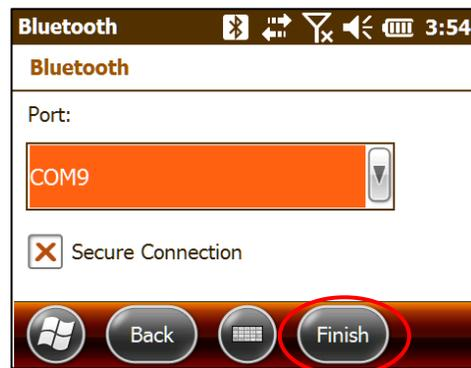 Bluetooth 3:54
Bluetooth
Port:
COM9
Secure Connection
Back Finish